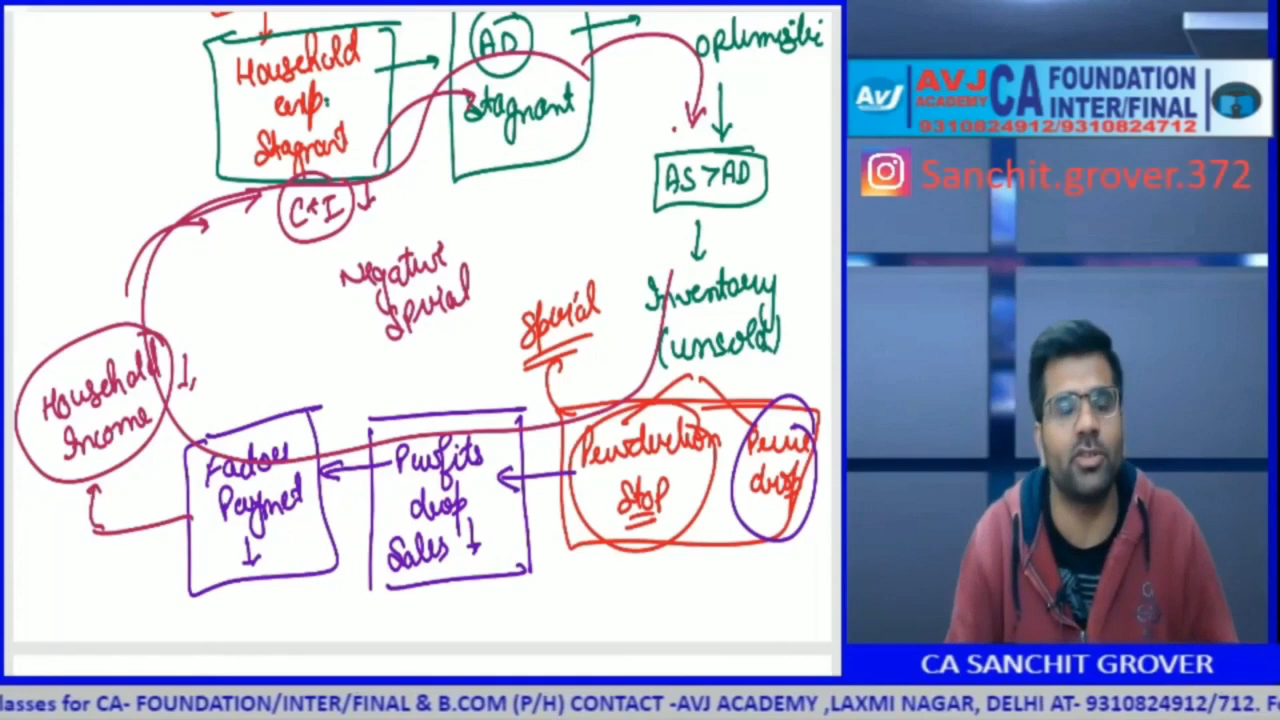 Household
exp.
Stagnant
AD
Stagnant
optimistic
AS > AD
C+I ↓
Negative
Spiral
Spiral
Inventory
(unsold)
Household
Income ↓
Factor
Payment
↓
Profits
drop
Sales ↓
Production
Stop
Price
drop
AVJ
AVJ
ACADEMY
CA
FOUNDATION
INTER/FINAL
9310824912/9310824712
Sanchit.grover.372
CA SANCHIT GROVER
lasses for CA- FOUNDATION/INTER/FINAL & B.COM (P/H) CONTACT -AVJ ACADEMY ,LAXMI NAGAR, DELHI AT- 9310824912/712. F